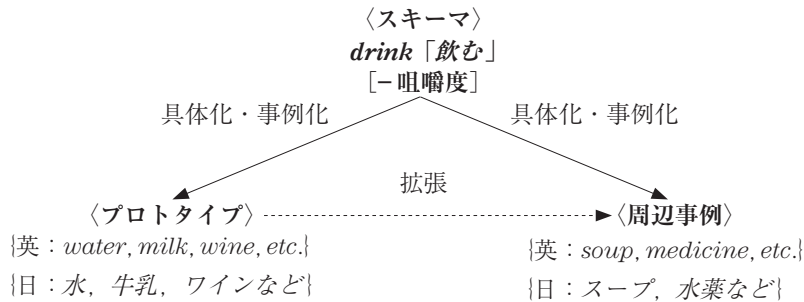 〈スキーマ〉
drink「飲む」
[−咀嚼度]
具体化・事例化
具体化・事例化
拡張
〈プロトタイプ〉
〈周辺事例〉
{英：water, milk, wine, etc.}
{英：soup, medicine, etc.}
{日：水，牛乳，ワインなど}
{日：スープ，水薬など}